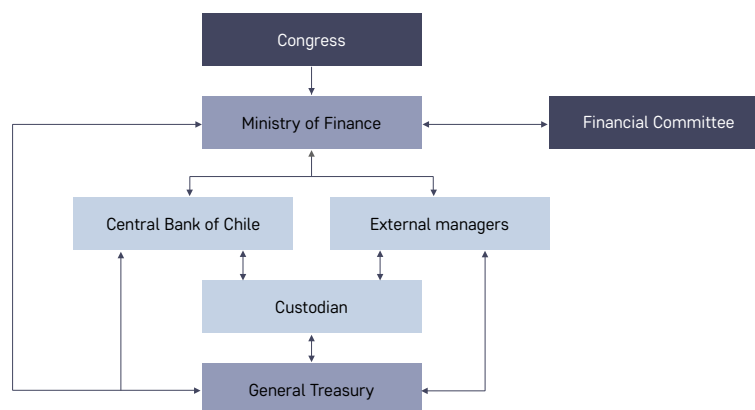 Congress
Ministry of Finance
Financial Committee
Central Bank of Chile
External managers
Custodian
General Treasury